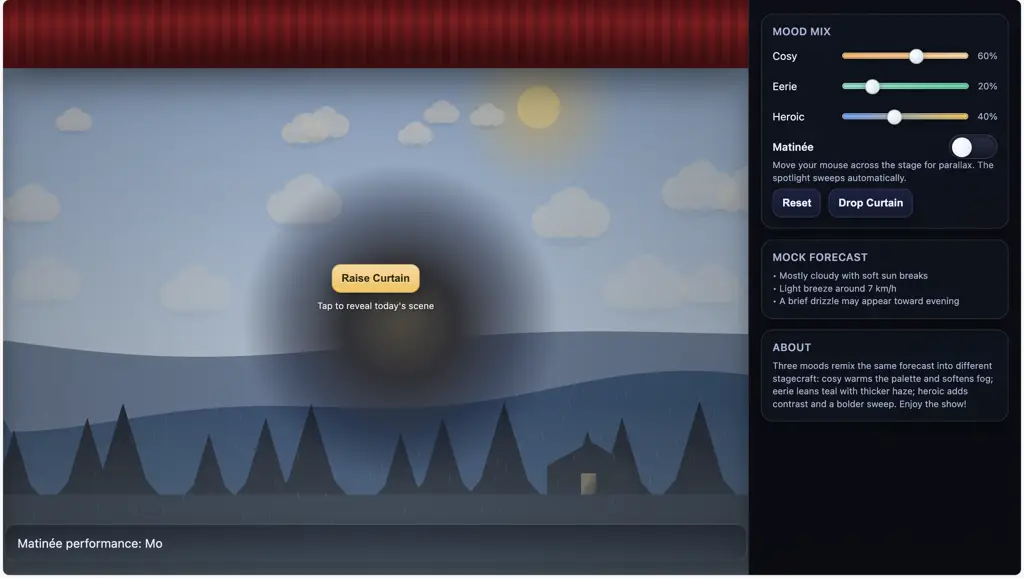 Raise Curtain
Tap to reveal today's scene
Matinée performance: Mo
MOOD MIX
Cosy 60%
Eerie 20%
Heroic 40%
Matinée
Move your mouse across the stage for parallax. The
spotlight sweeps automatically.
Reset Drop Curtain
MOCK FORECAST
• Mostly cloudy with soft sun breaks
• Light breeze around 7 km/h
• A brief drizzle may appear toward evening
ABOUT
Three moods remix the same forecast into different
stagecraft: cosy warms the palette and softens fog;
eerie leans teal with thicker haze; heroic adds
contrast and a bolder sweep. Enjoy the show!